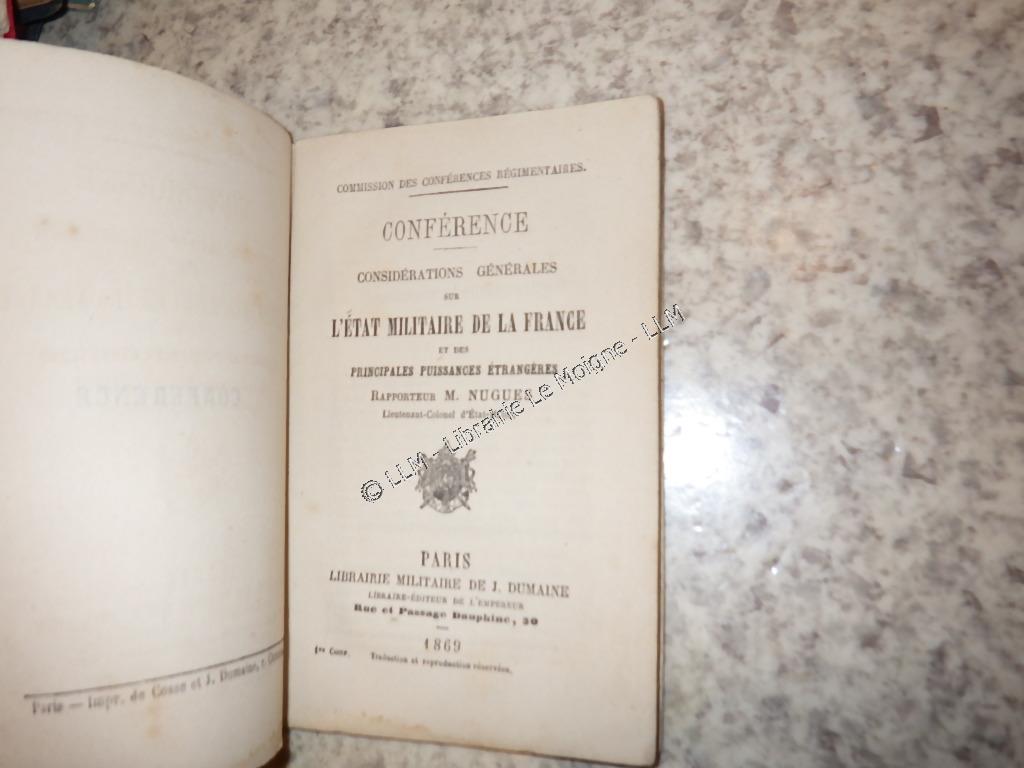 COMMISSION DES CONFÉRENCES RÉGIMENTAIRES.
CONFÉRENCE
CONSIDÉRATIONS GÉNÉRALES
SUR
L'ÉTAT MILITAIRE DE LA FRANCE
ET DES
PRINCIPALES PUISSANCES ÉTRANGÈRES
RAPPORTEUR M. NUGUES
Lieutenant-Colonel
© LLM - Librairie Le Moigne - LLM
PARIS
LIBRAIRIE MILITAIRE DE J. DUMAINE
LIBRAIRE-ÉDITEUR DE L'EMPEREUR
Rue et Passage Dauphine, 30
1869
1re Conf. Traduction et reproduction réservées.
Paris — Impr. de Cosse et J. Dumaine, r.